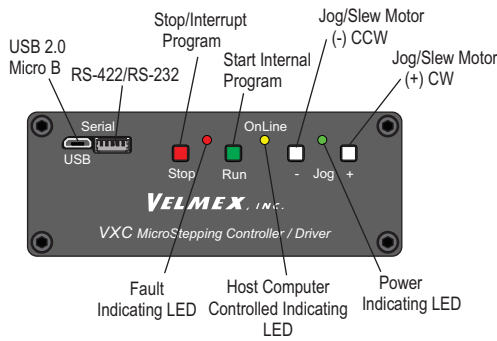 Stop/Interrupt
Program
Jog/Slew Motor
(-) CCW
USB 2.0
Micro B
Start Internal
Program
Jog/Slew Motor
(+) CW
RS-422/RS-232
Serial
OnLine
USB
Stop
Run
- Jog +
VELMEX, INC.
VXC MicroStepping Controller / Driver
Fault
Indicating LED
Host Computer
Controlled Indicating
LED
Power
Indicating LED